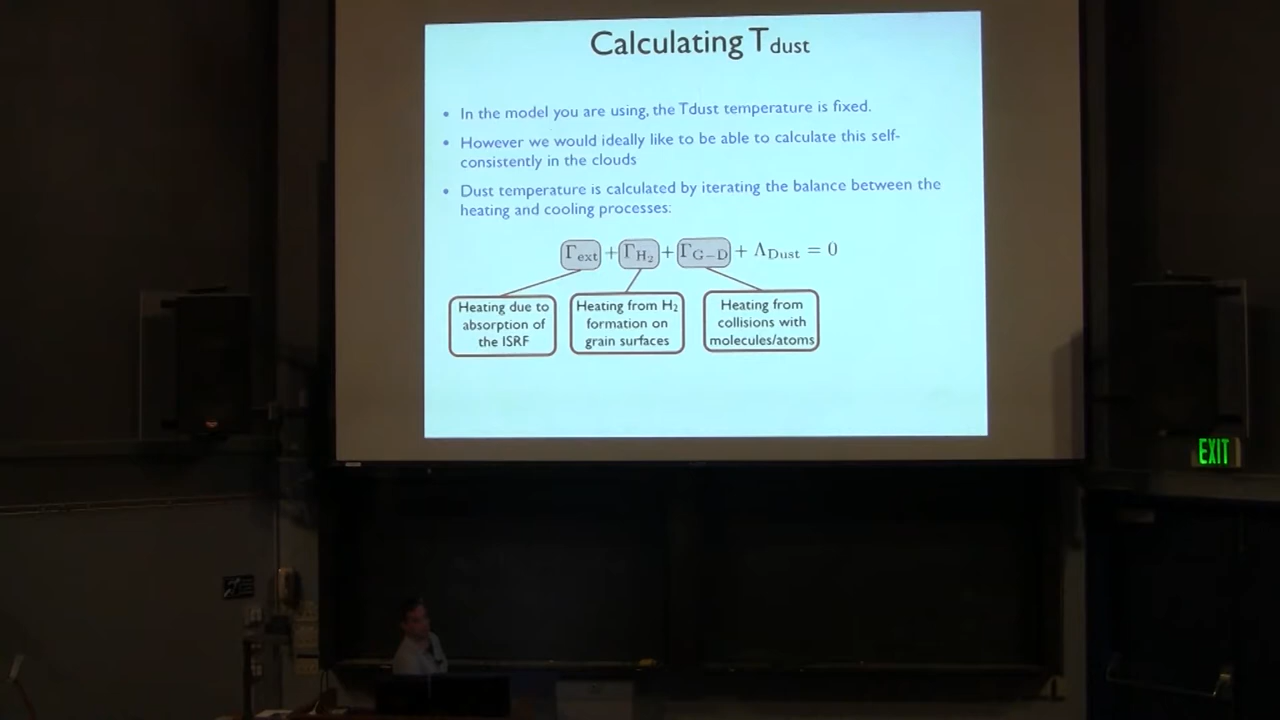 Calculating Tdust
• In the model you are using, the Tdust temperature is fixed.
• However we would ideally like to be able to calculate this self-
consistently in the clouds
• Dust temperature is calculated by iterating the balance between the
heating and cooling processes:
Γext + ΓH₂ + ΓG−D + ΛDust = 0
Heating due to
absorption of
the ISRF
Heating from H₂
formation on
grain surfaces
Heating from
collisions with
molecules/atoms
EXIT